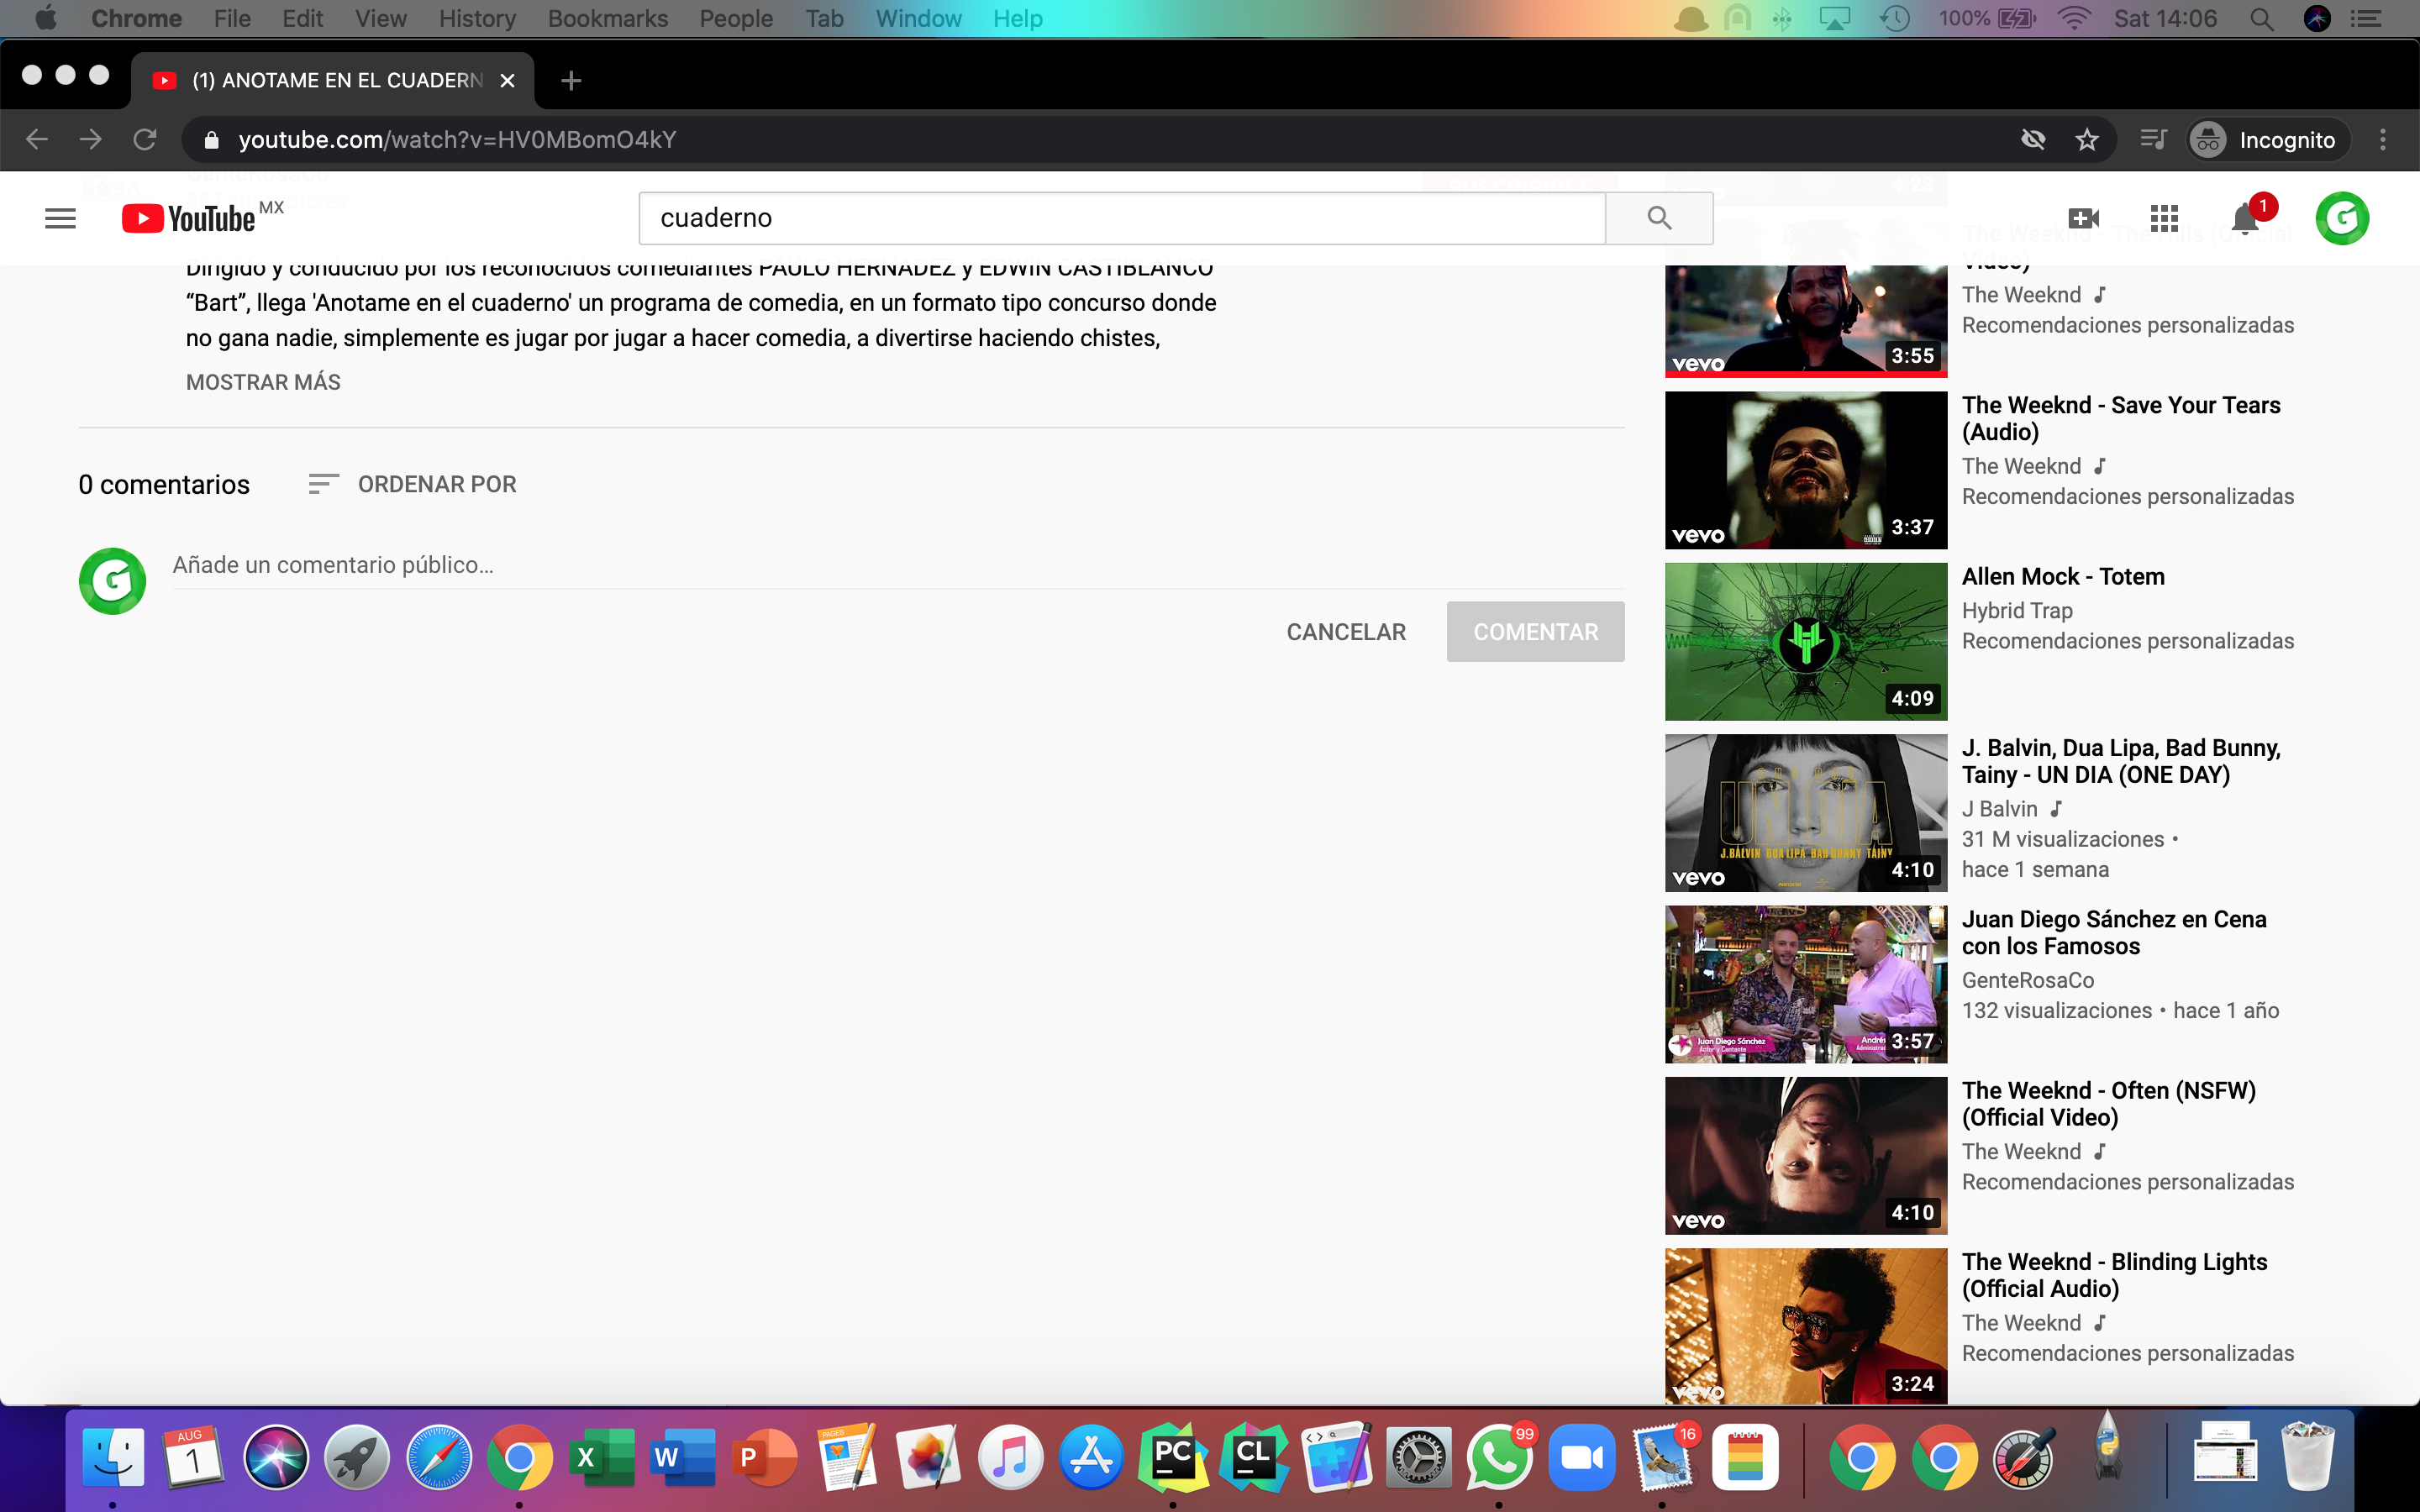 Chrome File Edit View History Bookmarks People Tab Window Help 100% Sat 14:06
(1) ANOTAME EN EL CUADERN
youtube.com/watch?v=HV0MBomO4kY Incognito
YouTube MX
cuaderno
1
Dirigido y conducido por los reconocidos comediantes PAULO HERNADEZ y EDWIN CASTIBLANCO
“Bart”, llega 'Anotame en el cuaderno' un programa de comedia, en un formato tipo concurso donde
no gana nadie, simplemente es jugar por jugar a hacer comedia, a divertirse haciendo chistes,
MOSTRAR MÁS
0 comentarios ORDENAR POR
Añade un comentario público...
CANCELAR COMENTAR
Video)
The Weeknd
Recomendaciones personalizadas
vevo 3:55
The Weeknd - Save Your Tears
(Audio)
The Weeknd
Recomendaciones personalizadas
vevo 3:37
Allen Mock - Totem
Hybrid Trap
Recomendaciones personalizadas
4:09
J. Balvin, Dua Lipa, Bad Bunny,
Tainy - UN DIA (ONE DAY)
J Balvin
31 M visualizaciones •
hace 1 semana
J.BALVIN DUA LIPA BAD BUNNY TAINY
vevo 4:10
Juan Diego Sánchez en Cena
con los Famosos
GenteRosaCo
132 visualizaciones • hace 1 año
Juan Diego Sánchez
Actor y Cantante
Andrés
3:57
The Weeknd - Often (NSFW)
(Official Video)
The Weeknd
Recomendaciones personalizadas
vevo 4:10
The Weeknd - Blinding Lights
(Official Audio)
The Weeknd
Recomendaciones personalizadas
vevo 3:24
AUG
1
X
W
P
PAGES
PC
CL
99
16